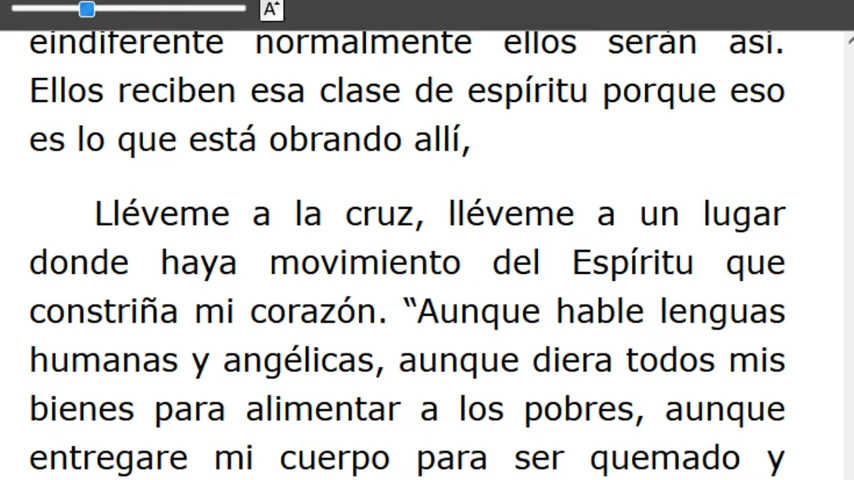 A
eindiferente normalmente ellos serán así.
Ellos reciben esa clase de espíritu porque eso
es lo que está obrando allí,
Lléveme a la cruz, lléveme a un lugar
donde haya movimiento del Espíritu que
constriña mi corazón. “Aunque hable lenguas
humanas y angélicas, aunque diera todos mis
bienes para alimentar a los pobres, aunque
entregare mi cuerpo para ser quemado y